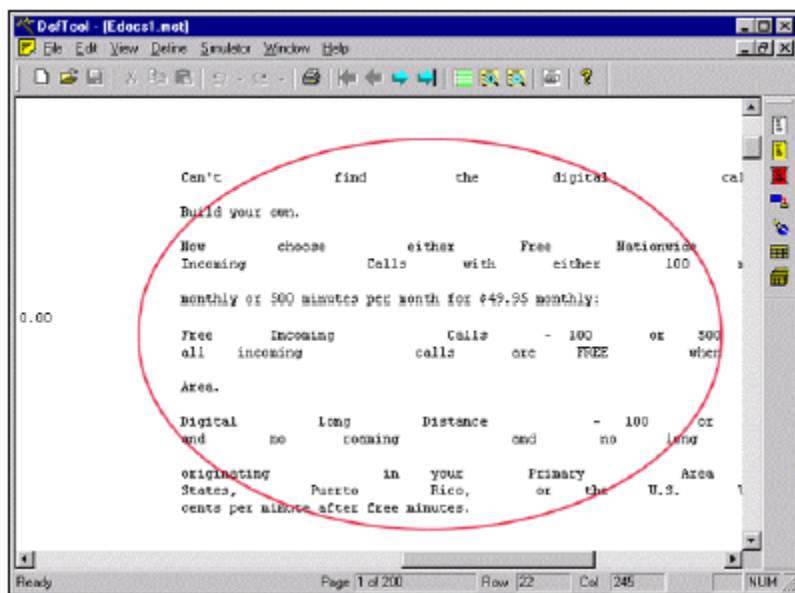 DefTool - [Edocs1.met]
File Edit View Define Simulator Window Help
Can't find the digital cal
Build your own.
Now choose either Free Nationwide
Incoming Calls with either 100
monthly or 500 minutes per month for $49.95 monthly:
0.00
Free Incoming Calls - 100 or 500
all incoming calls are FREE when
Area.
Digital Long Distance - 100 or
and no roaming and no long
originating in your Primary Area
States, Puerto Rico, or the U.S.
cents per minute after free minutes.
Ready Page 1 of 200 Row 22 Col 245 NUM